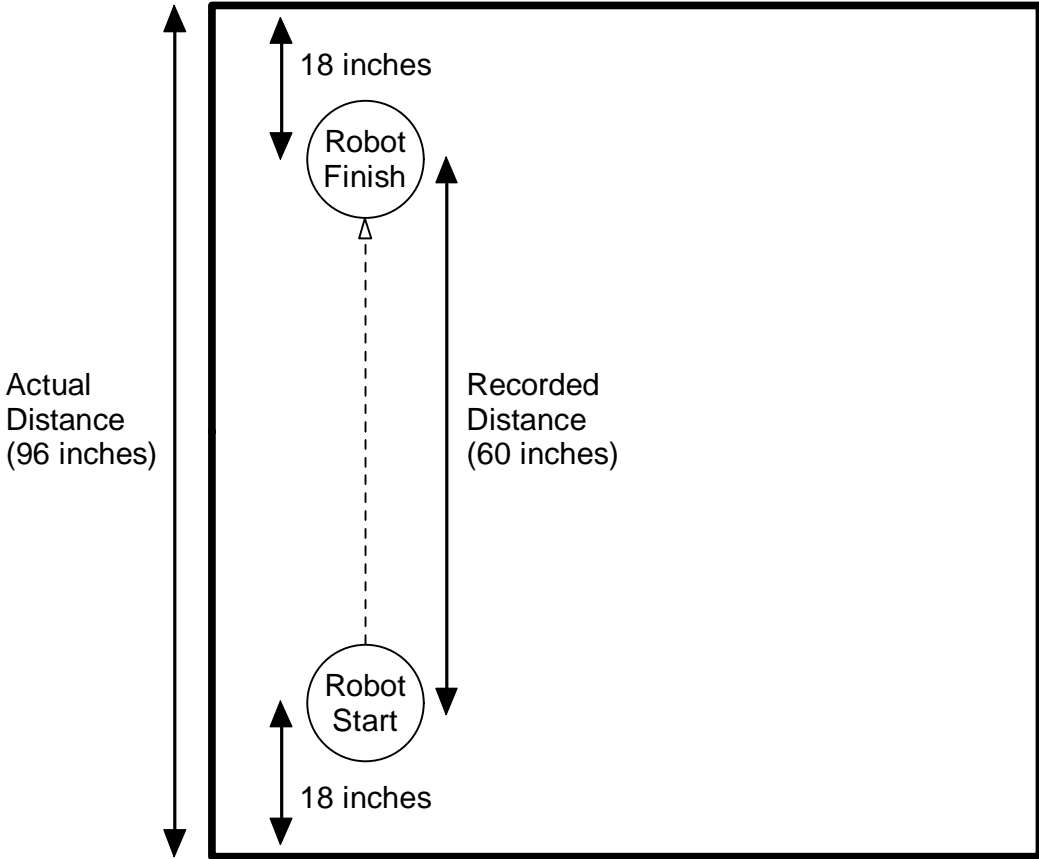 18 inches
Robot
Finish
Actual
Distance
(96 inches)
Recorded
Distance
(60 inches)
Robot
Start
18 inches